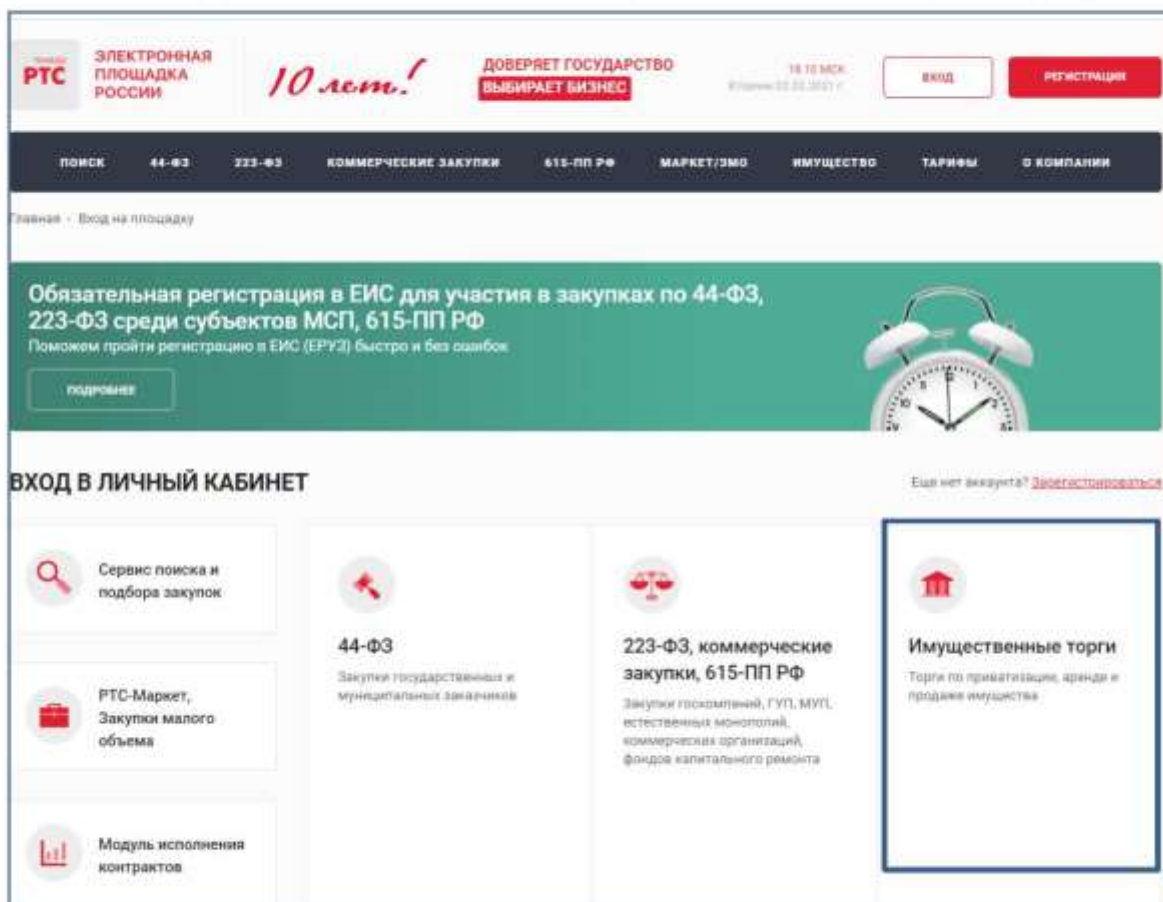 РТС
ЭЛЕКТРОННАЯ
ПЛОЩАДКА
РОССИИ
10 лет!
ДОВЕРЯЕТ ГОСУДАРСТВО
ВЫБИРАЕТ БИЗНЕС
ВХОД
РЕГИСТРАЦИЯ
ПОИСК 44-ФЗ 223-ФЗ КОММЕРЧЕСКИЕ ЗАКУПКИ 615-ПП РФ МАРКЕТ/ЗМО ИМУЩЕСТВО ТАРИФЫ О КОМПАНИИ
Главная - Вход на площадку
Обязательная регистрация в ЕИС для участия в закупках по 44-ФЗ,
223-ФЗ среди субъектов МСП, 615-ПП РФ
Поможем пройти регистрацию в ЕИС (ЕРУЗ) быстро и без ошибок
ПОДРОБНЕЕ
ВХОД В ЛИЧНЫЙ КАБИНЕТ
Еще нет аккаунта? Зарегистрироваться
Сервис поиска и
подбора закупок
РТС-Маркет,
Закупки малого
объема
Модуль исполнения
контрактов
44-ФЗ
Закупки государственных и
муниципальных заказчиков
223-ФЗ, коммерческие
закупки, 615-ПП РФ
Закупки госкомпаний, ГУП, МУП,
естественных монополий,
коммерческих организаций,
фондов капитального ремонта
Имущественные торги
Торги по приватизации, аренде и
продаже имущества